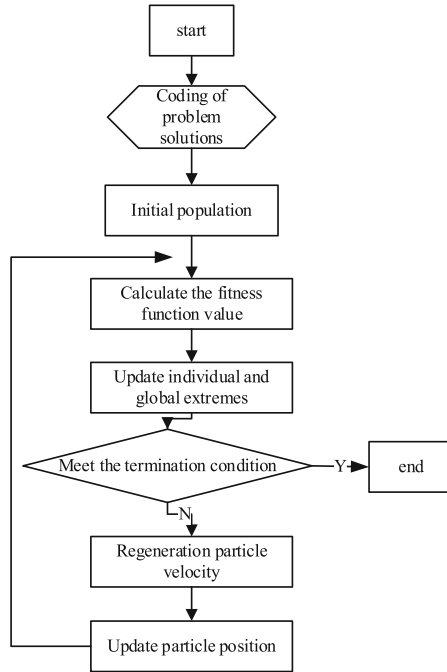 start
Coding of
problem
solutions
Initial population
Calculate the fitness
function value
Update individual and
global extremes
Meet the termination condition
Y
end
N
Regeneration particle
velocity
Update particle position